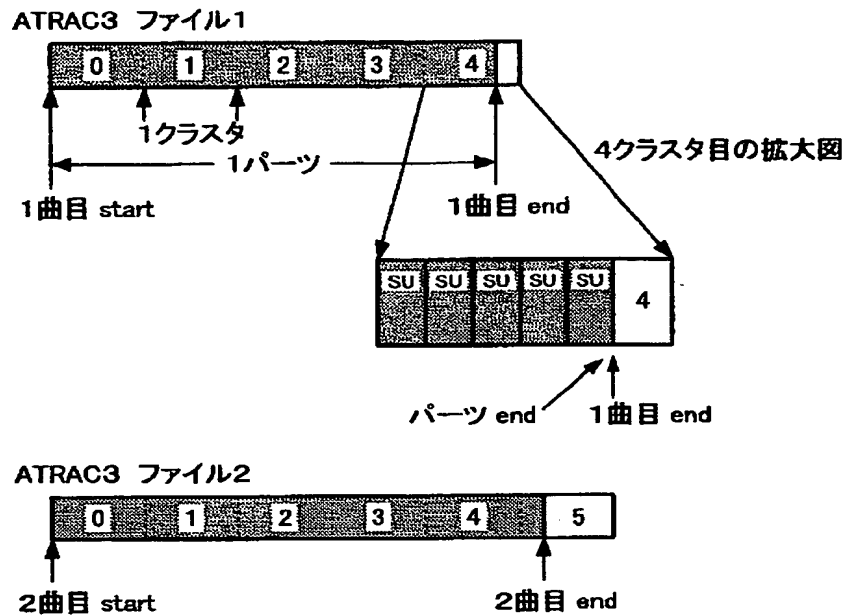 ATRAC3 ファイル1
0 1 2 3 4
1クラスタ
1パーツ
4クラスタ目の拡大図
1曲目 start
1曲目 end
SU SU SU SU SU 4
パーツ end
1曲目 end
ATRAC3 ファイル2
0 1 2 3 4 5
2曲目 start
2曲目 end